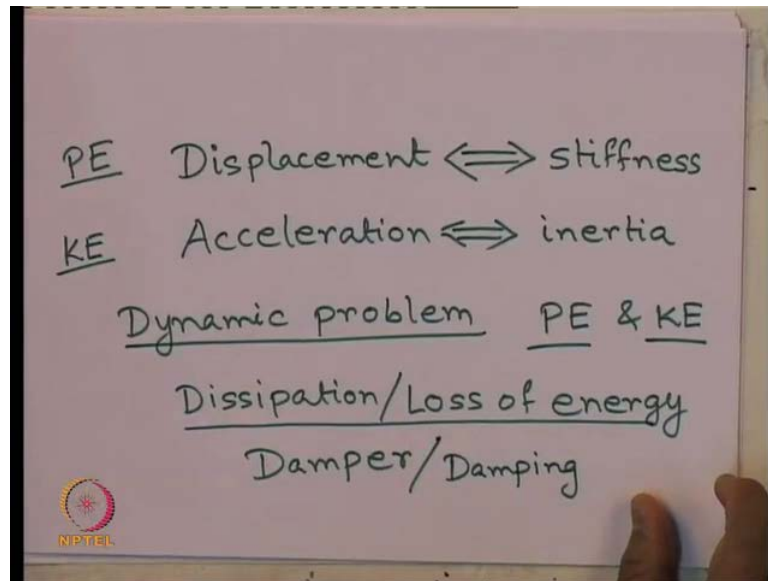 PE Displacement ⇔ stiffness
KE Acceleration ⇔ inertia
Dynamic problem PE & KE
Dissipation/Loss of energy
Damper/Damping
NPTEL